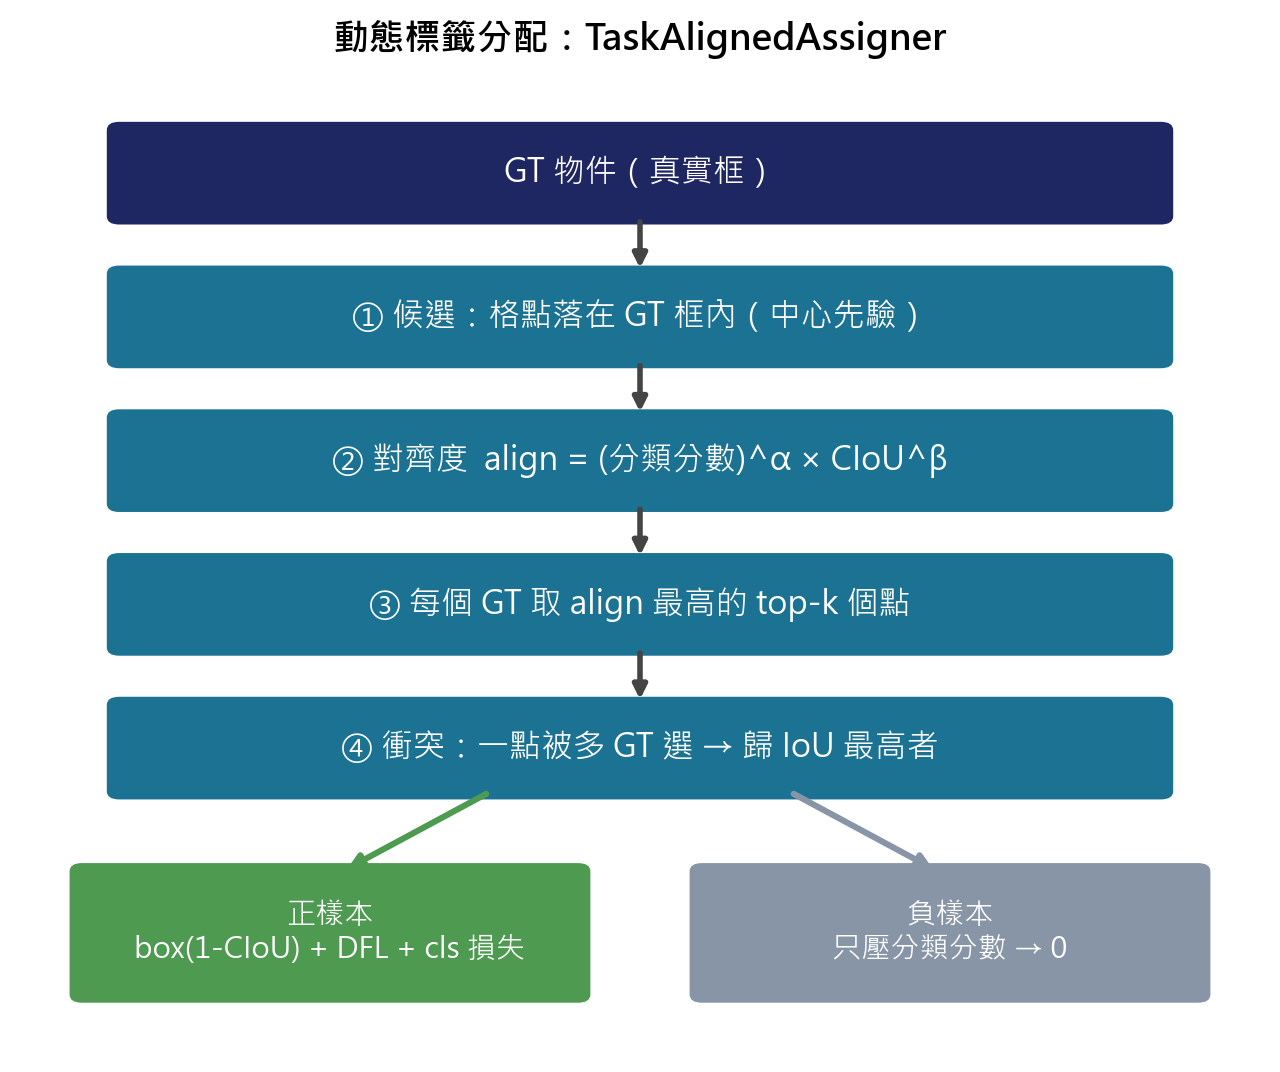 動態標籤分配：TaskAlignedAssigner
GT 物件（真實框）
① 候選：格點落在 GT 框內（中心先驗）
② 對齊度 align = (分類分數)^α × CIoU^β
③ 每個 GT 取 align 最高的 top-k 個點
④ 衝突：一點被多 GT 選 → 歸 IoU 最高者
正樣本
box(1-CIoU) + DFL + cls 損失
負樣本
只壓分類分數 → 0